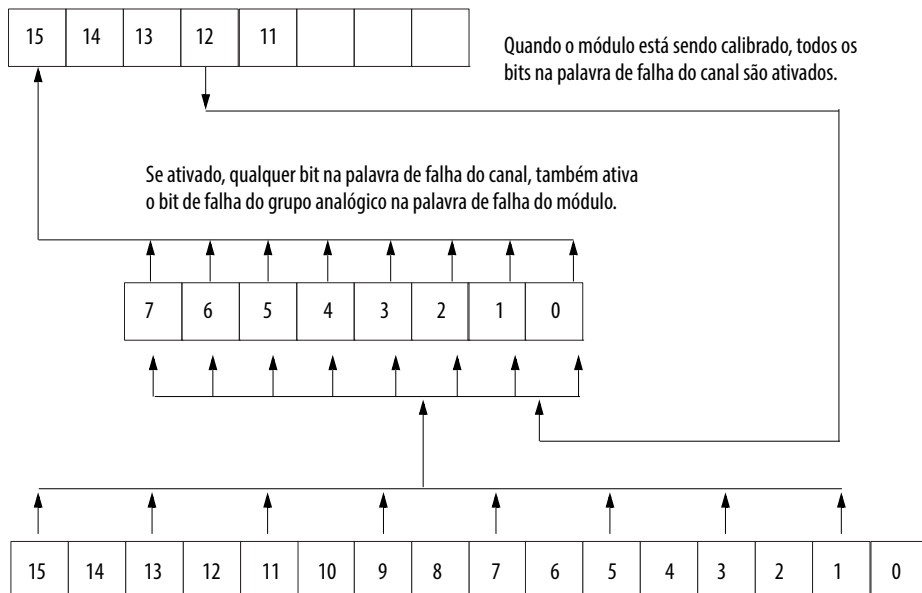 15 14 13 12 11
Quando o módulo está sendo calibrado, todos os
bits na palavra de falha do canal são ativados.
Se ativado, qualquer bit na palavra de falha do canal, também ativa
o bit de falha do grupo analógico na palavra de falha do módulo.
7 6 5 4 3 2 1 0
15 14 13 12 11 10 9 8 7 6 5 4 3 2 1 0